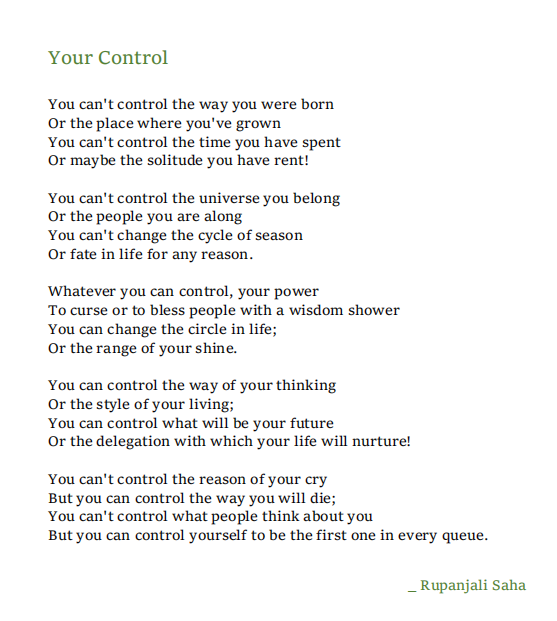 Your Control
You can't control the way you were born
Or the place where you've grown
You can't control the time you have spent
Or maybe the solitude you have rent!
You can't control the universe you belong
Or the people you are along
You can't change the cycle of season
Or fate in life for any reason.
Whatever you can control, your power
To curse or to bless people with a wisdom shower
You can change the circle in life;
Or the range of your shine.
You can control the way of your thinking
Or the style of your living;
You can control what will be your future
Or the delegation with which your life will nurture!
You can't control the reason of your cry
But you can control the way you will die;
You can't control what people think about you
But you can control yourself to be the first one in every queue.
_ Rupanjali Saha